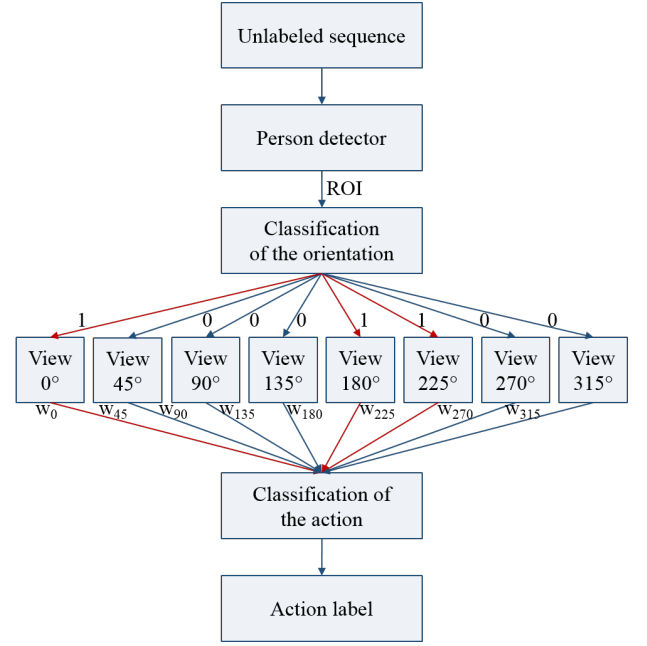 Unlabeled sequence
Person detector
ROI
Classification
of the orientation
1 0 0 0 1 1 0 0
View View View View View View View View
0° 45° 90° 135° 180° 225° 270° 315°
w0 w45 w90 w135 w180 w225 w270 w315
Classification of
the action
Action label